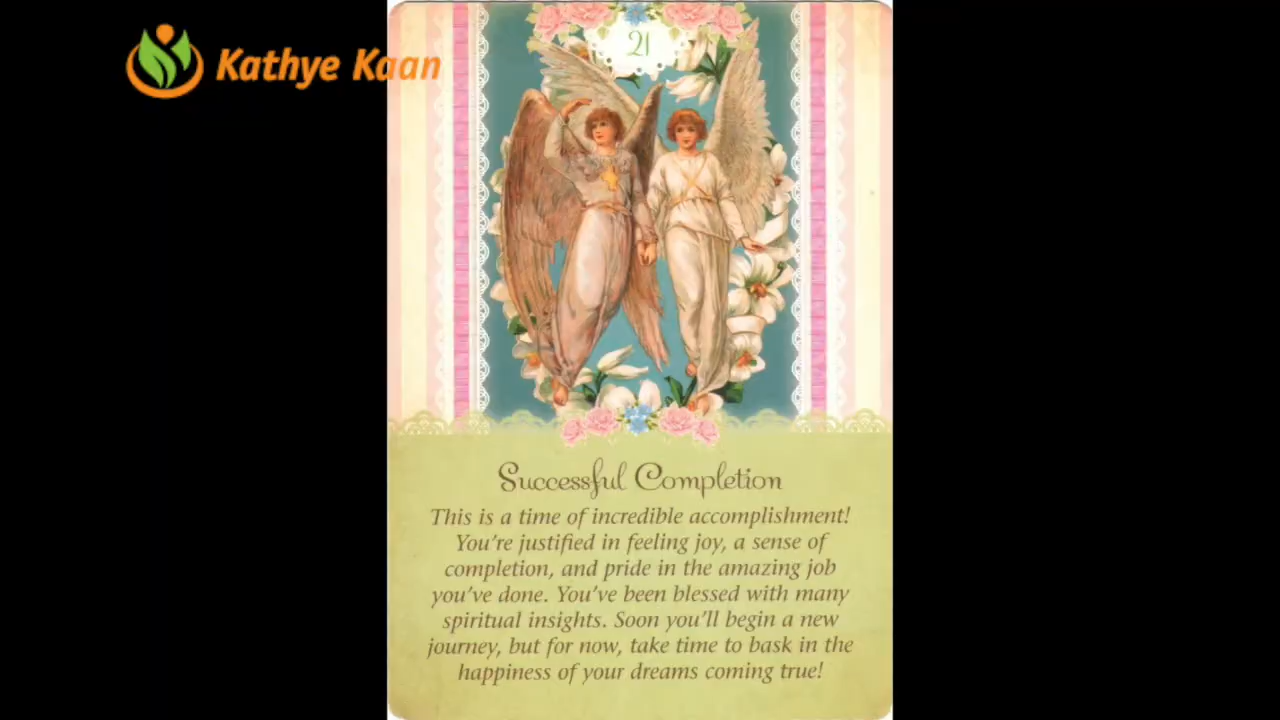 Kathye Kaan
21
Successful Completion
This is a time of incredible accomplishment!
You're justified in feeling joy, a sense of
completion, and pride in the amazing job
you've done. You've been blessed with many
spiritual insights. Soon you'll begin a new
journey, but for now, take time to bask in the
happiness of your dreams coming true!